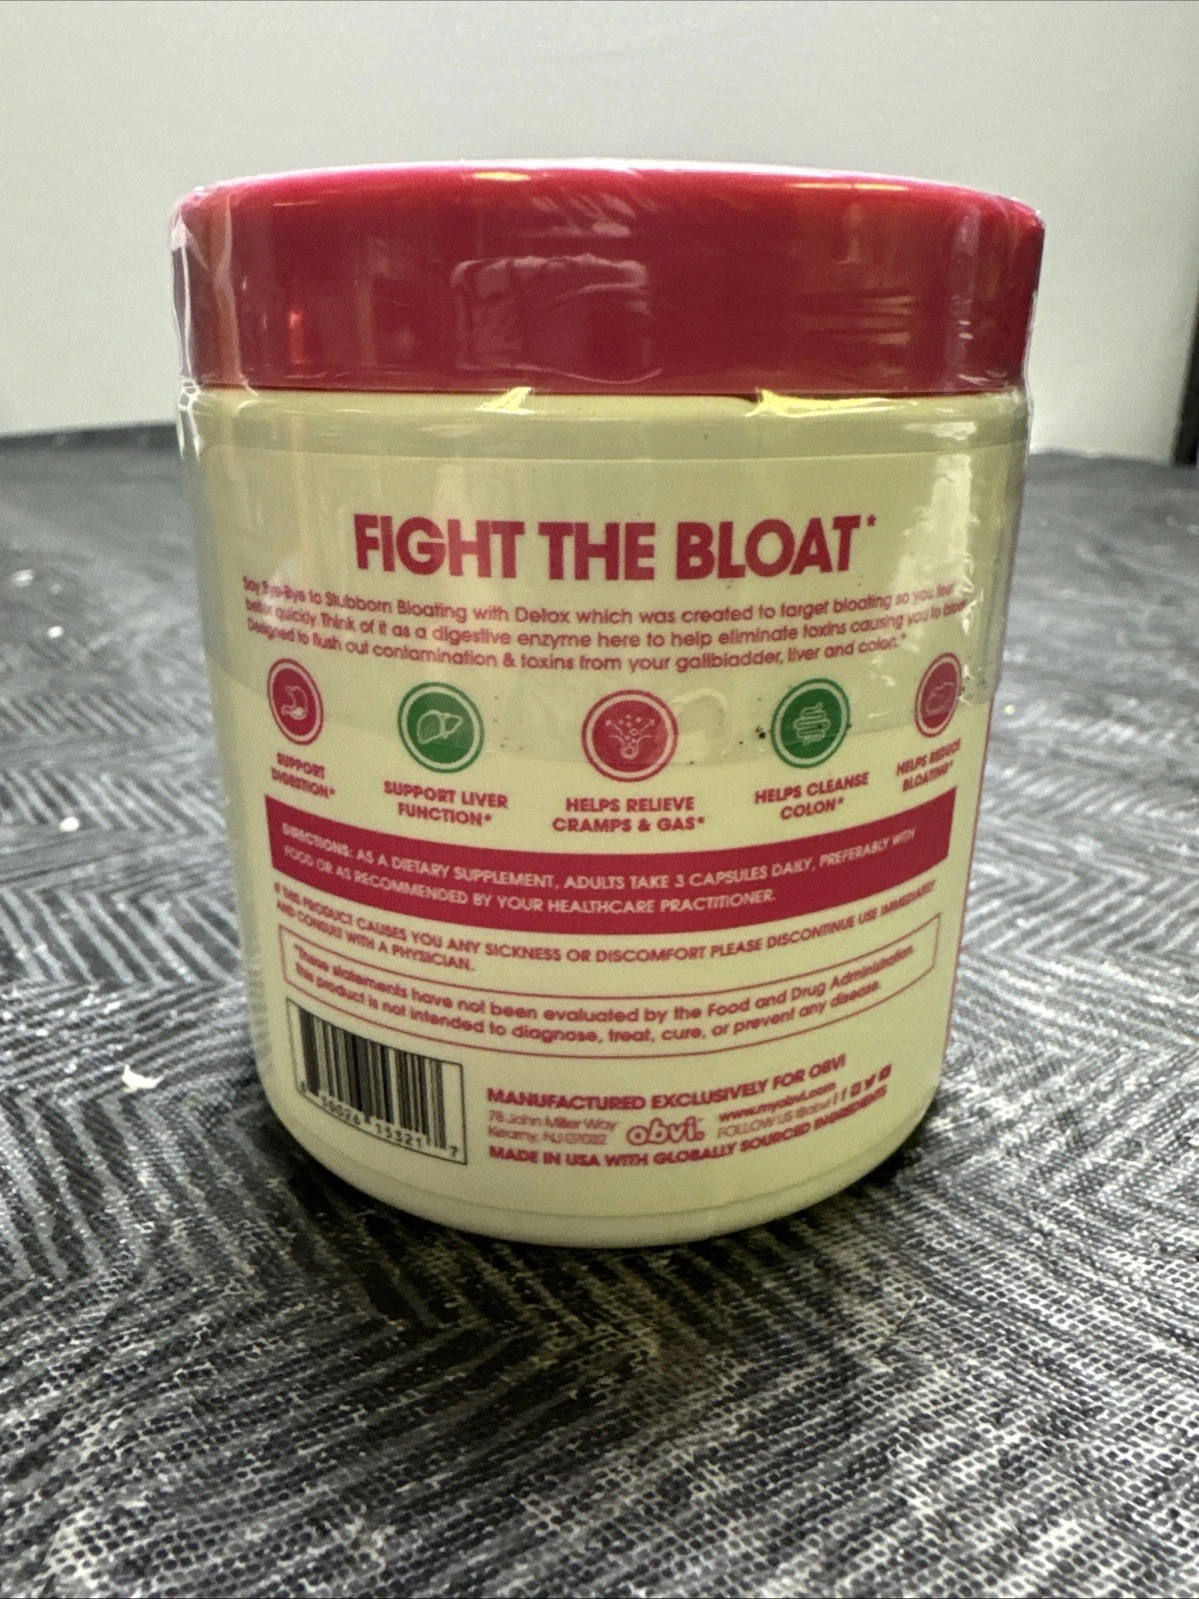 FIGHT THE BLOAT*
Say Bye-Bye to Stubborn Bloating with Detox which was created to target bloating so you feel
better quickly. Think of it as a digestive enzyme here to help eliminate toxins causing you to bloat.
Designed to flush out contamination & toxins from your gallbladder, liver and colon.*
SUPPORT
DIGESTION*
SUPPORT LIVER
FUNCTION*
HELPS RELIEVE
CRAMPS & GAS*
HELPS CLEANSE
COLON*
HELPS REDUCE
BLOATING*
DIRECTIONS: AS A DIETARY SUPPLEMENT, ADULTS TAKE 3 CAPSULES DAILY, PREFERABLY WITH
FOOD OR AS RECOMMENDED BY YOUR HEALTHCARE PRACTITIONER.
IF THIS PRODUCT CAUSES YOU ANY SICKNESS OR DISCOMFORT PLEASE DISCONTINUE USE IMMEDIATELY
AND CONSULT WITH A PHYSICIAN.
*These statements have not been evaluated by the Food and Drug Administration.
this product is not intended to diagnose, treat, cure, or prevent any disease.
15321 7
MANUFACTURED EXCLUSIVELY FOR OBVI
78 John Miller Way
Kearny, NJ 07032
obvi.
www.myobvi.com
FOLLOW US @obvi
MADE IN USA WITH GLOBALLY SOURCED INGREDIENTS